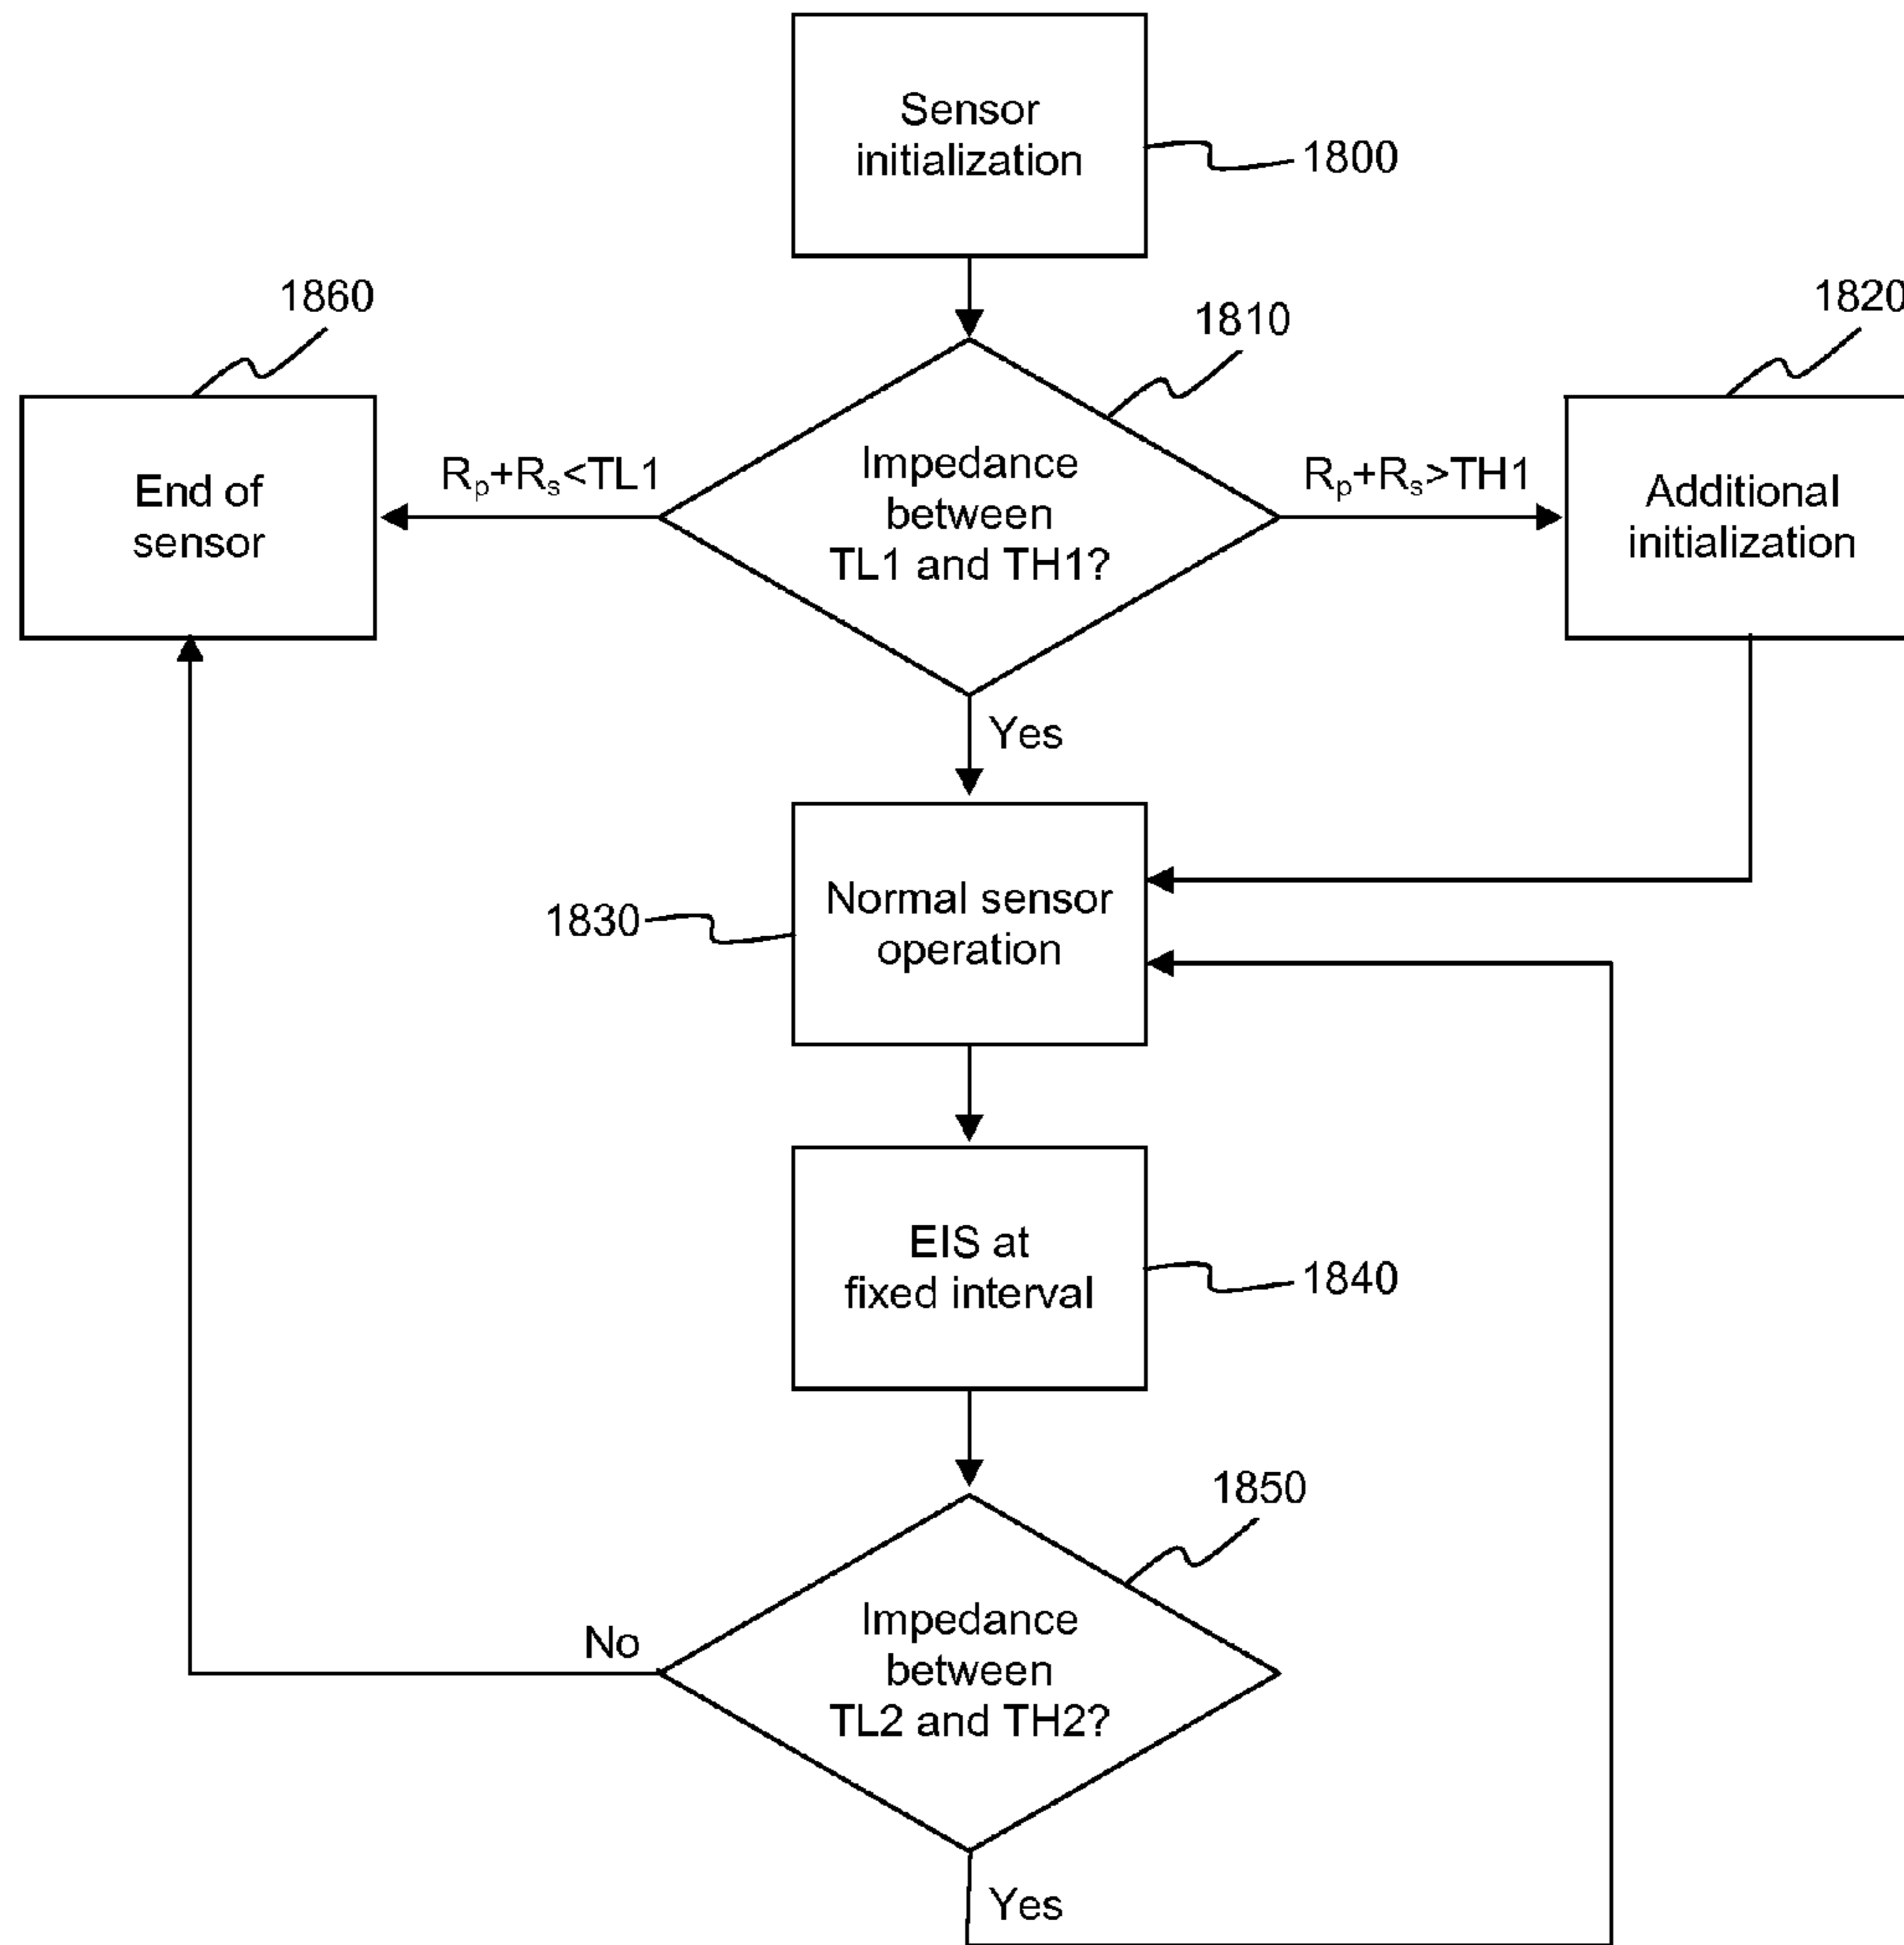 Sensor
initialization
1800
1860
1810
1820
End of
sensor
Rₚ+Rₛ<TL1
Impedance
between
TL1 and TH1?
Rₚ+Rₛ>TH1
Additional
initialization
Yes
1830
Normal sensor
operation
EIS at
fixed interval
1840
1850
No
Impedance
between
TL2 and TH2?
Yes